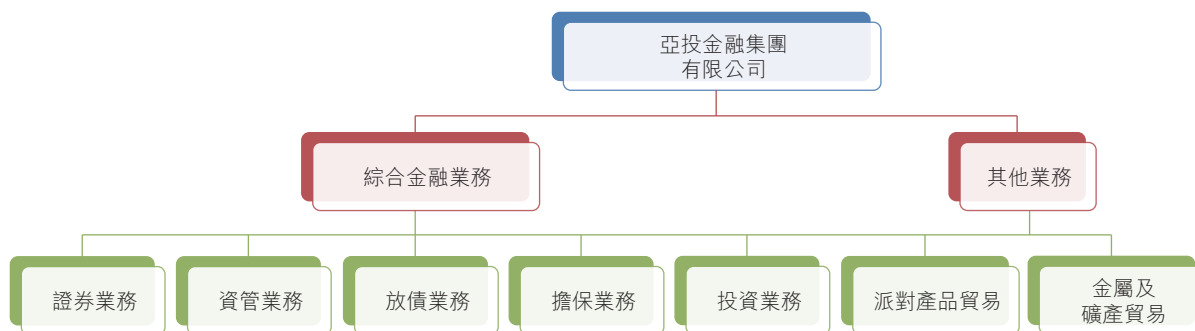 亞投金融集團
有限公司
綜合金融業務
其他業務
證券業務
資管業務
放債業務
擔保業務
投資業務
派對產品貿易
金屬及
礦產貿易